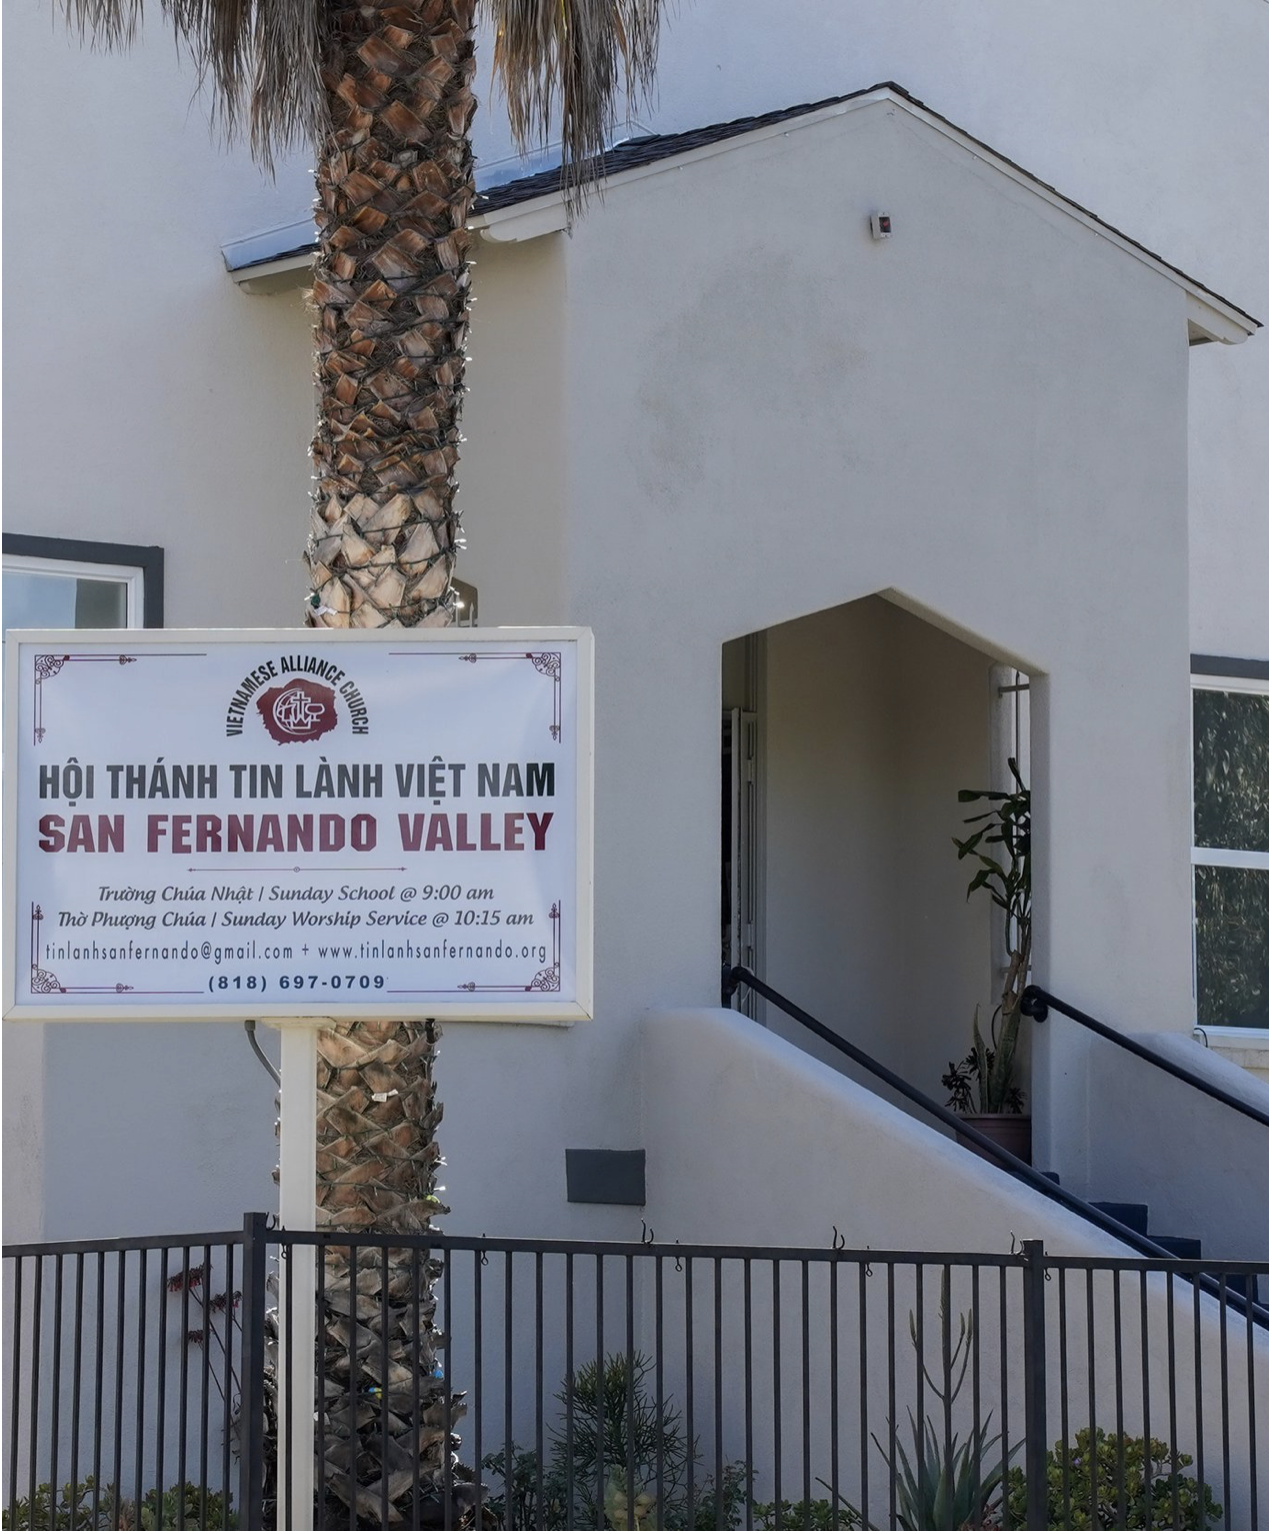 VIETNAMESE ALLIANCE CHURCH
HỘI THÁNH TIN LÀNH VIỆT NAM
SAN FERNANDO VALLEY
Trường Chúa Nhật / Sunday School @ 9:00 am
Thờ Phượng Chúa / Sunday Worship Service @ 10:15 am
tinlanhsanfernando@gmail.com + www.tinlanhsanfernando.org
(818) 697-0709